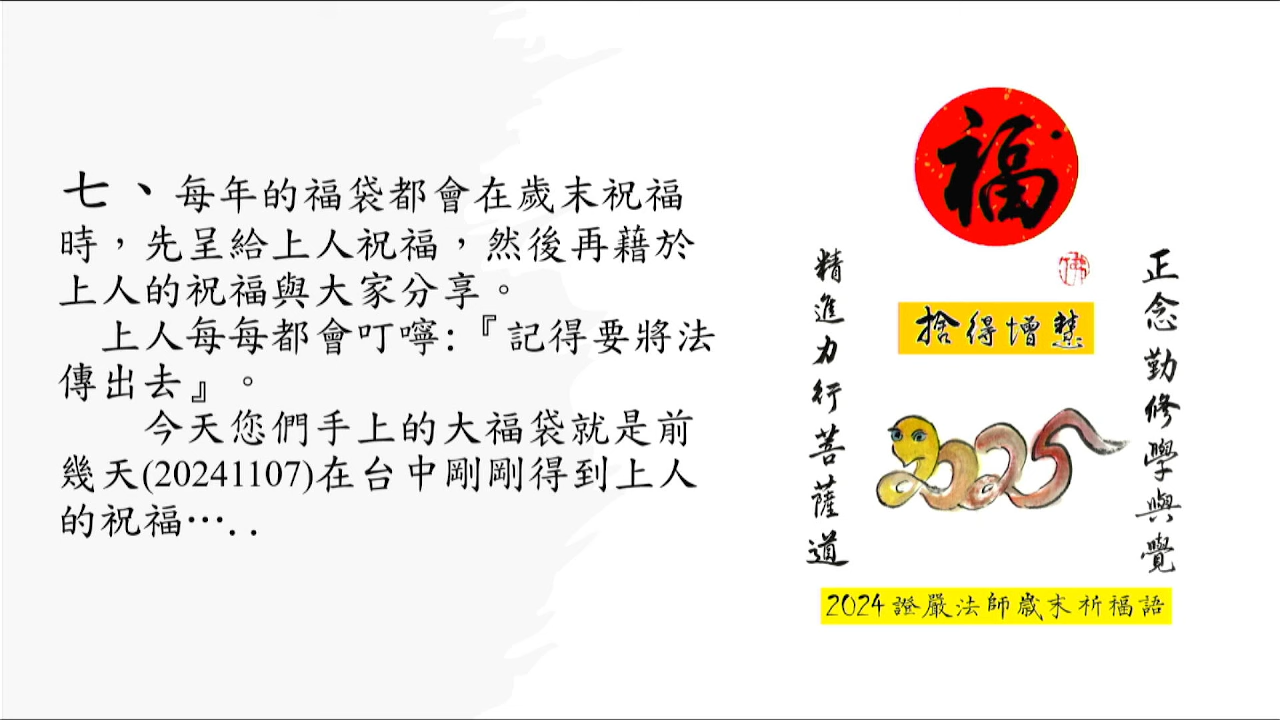 七、每年的福袋都會在歲末祝福
時，先呈給上人祝福，然後再藉於
上人的祝福與大家分享。
上人每每都會叮嚀:『記得要將法
傳出去』。
今天您們手上的大福袋就是前
幾天(20241107)在台中剛剛得到上人
的祝福…..
福
佛
捨得增慧
正念勤修學與覺
精進力行菩薩道
2025
2024證嚴法師歲末祈福語